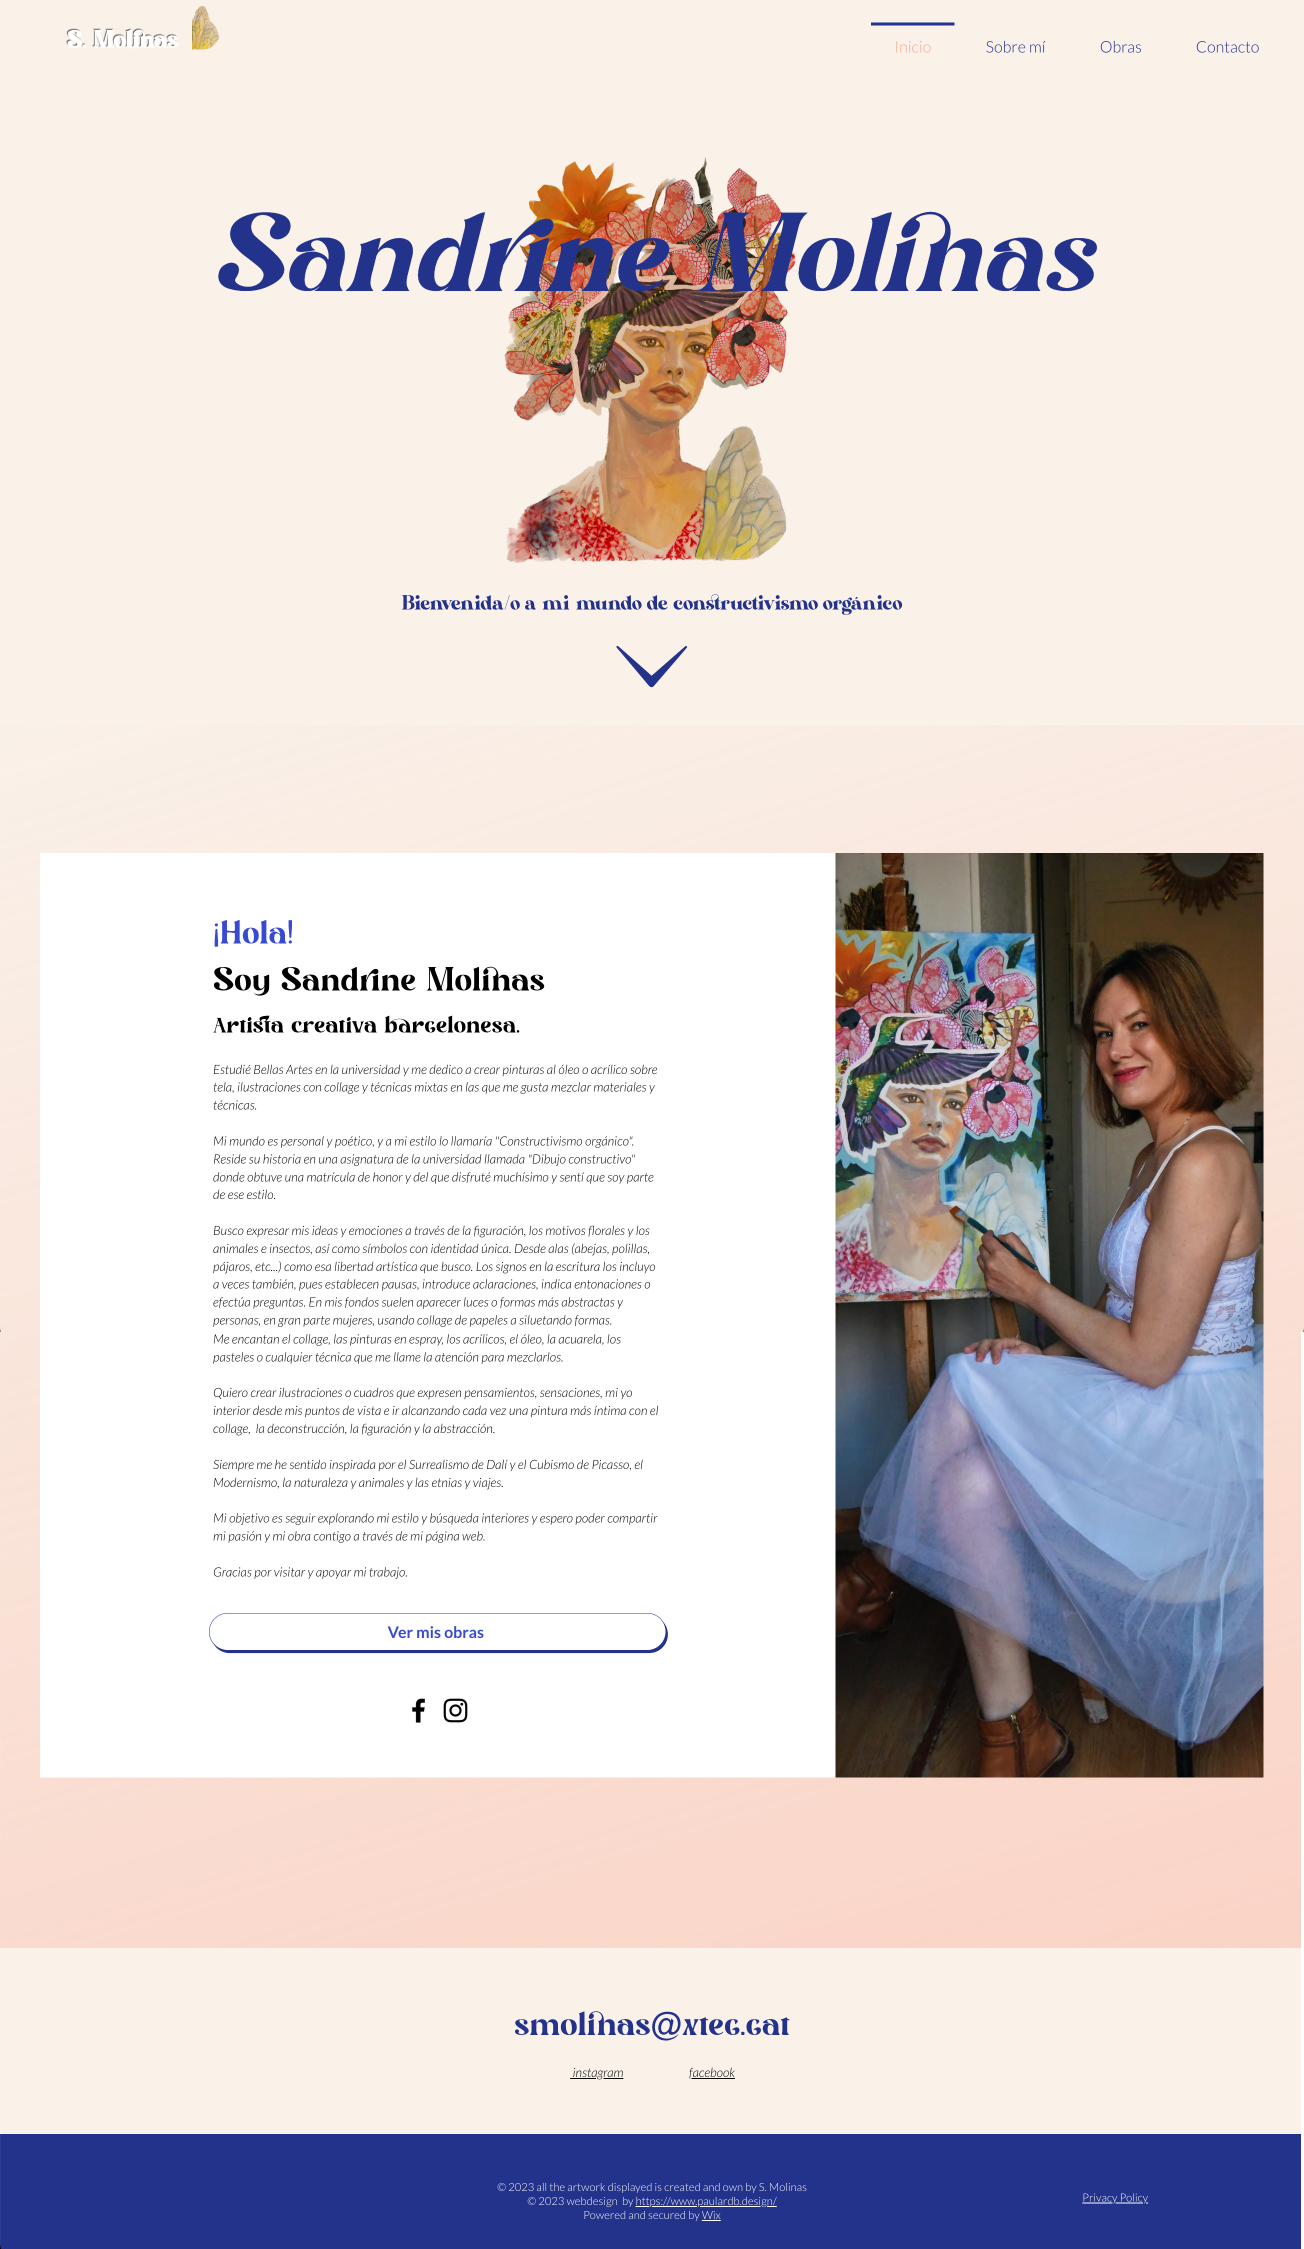 S. Molinas
Inicio
Sobre mí
Obras
Contacto
Sandrine Molinas
Bienvenida/o a mi mundo de constructivismo orgánico
¡Hola!
Soy Sandrine Molinas
Artista creativa barcelonesa.
Estudié Bellas Artes en la universidad y me dedico a crear pinturas al óleo o acrílico sobre
tela, ilustraciones con collage y técnicas mixtas en las que me gusta mezclar materiales y
técnicas.
Mi mundo es personal y poético, y a mi estilo lo llamaría "Constructivismo orgánico".
Reside su historia en una asignatura de la universidad llamada "Dibujo constructivo"
donde obtuve una matrícula de honor y del que disfruté muchísimo y sentí que soy parte
de ese estilo.
Busco expresar mis ideas y emociones a través de la figuración, los motivos florales y los
animales e insectos, así como símbolos con identidad única. Desde alas (abejas, polillas,
pájaros, etc...) como esa libertad artística que busco. Los signos en la escritura los incluyo
a veces también, pues establecen pausas, introduce aclaraciones, indica entonaciones o
efectúa preguntas. En mis fondos suelen aparecer luces o formas más abstractas y
personas, en gran parte mujeres, usando collage de papeles a siluetando formas.
Me encantan el collage, las pinturas en espray, los acrílicos, el óleo, la acuarela, los
pasteles o cualquier técnica que me llame la atención para mezclarlos.
Quiero crear ilustraciones o cuadros que expresen pensamientos, sensaciones, mi yo
interior desde mis puntos de vista e ir alcanzando cada vez una pintura más íntima con el
collage, la deconstrucción, la figuración y la abstracción.
Siempre me he sentido inspirada por el Surrealismo de Dalí y el Cubismo de Picasso, el
Modernismo, la naturaleza y animales y las etnias y viajes.
Mi objetivo es seguir explorando mi estilo y búsqueda interiores y espero poder compartir
mi pasión y mi obra contigo a través de mi página web.
Gracias por visitar y apoyar mi trabajo.
Ver mis obras
smolinas@xtec.cat
instagram
facebook
© 2023 all the artwork displayed is created and own by S. Molinas
© 2023 webdesign by https://www.paulardb.design/
Powered and secured by Wix
Privacy Policy